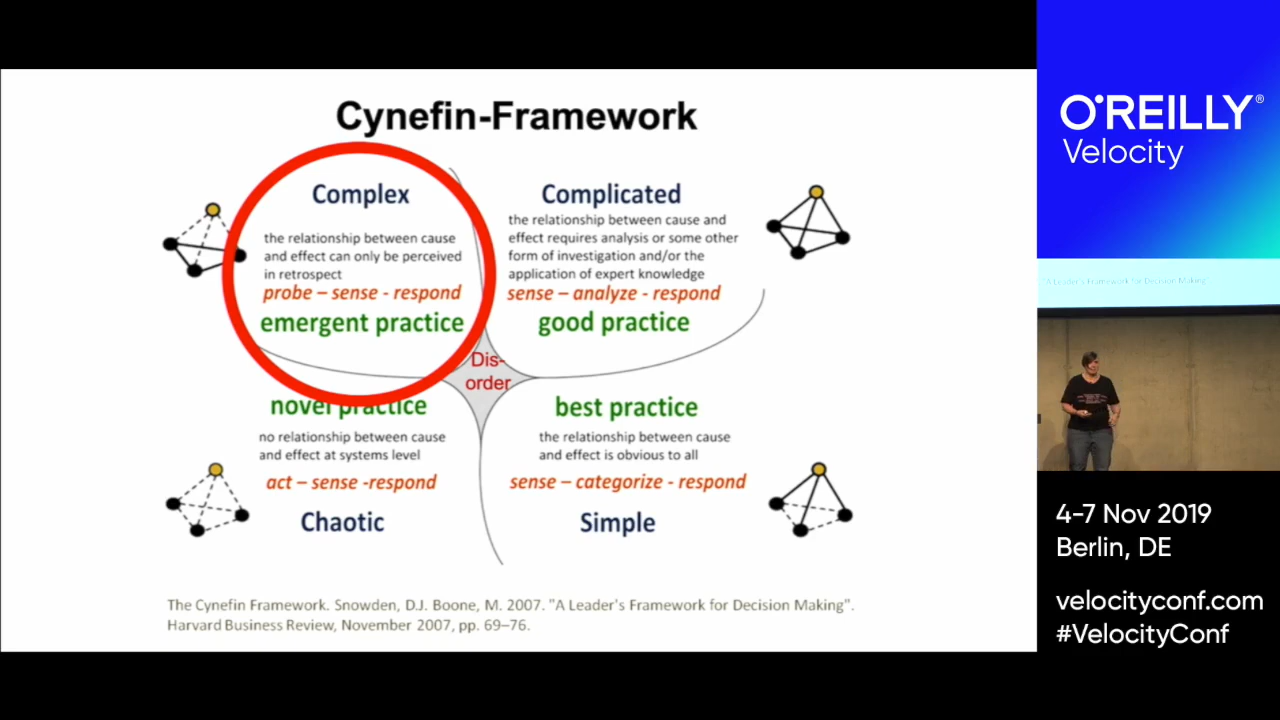 Cynefin-Framework
Complex
the relationship between cause
and effect can only be perceived
in retrospect
probe – sense - respond
emergent practice
Complicated
the relationship between cause and
effect requires analysis or some other
form of investigation and/or the
application of expert knowledge
sense – analyze - respond
good practice
Dis-
order
novel practice
no relationship between cause
and effect at systems level
act – sense -respond
Chaotic
best practice
the relationship between cause
and effect is obvious to all
sense – categorize - respond
Simple
The Cynefin Framework. Snowden, D.J. Boone, M. 2007. "A Leader's Framework for Decision Making".
Harvard Business Review, November 2007, pp. 69–76.
O'REILLY®
Velocity
"A Leader's Framework for Decision Making"
4-7 Nov 2019
Berlin, DE
velocityconf.com
#VelocityConf